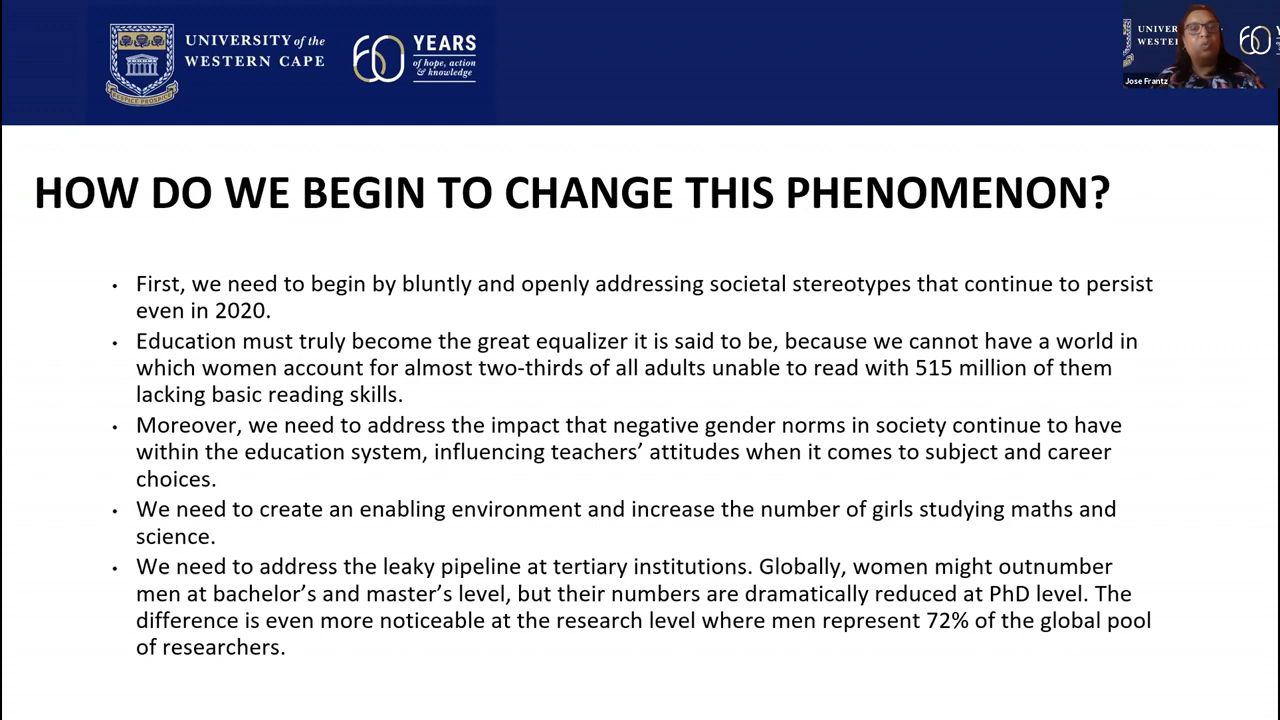 UNIVERSITY of the
WESTERN CAPE
60 YEARS
of hope, action
& knowledge
RESPICE PROSPICE
UNIVER
WESTE
60
Jose Frantz
HOW DO WE BEGIN TO CHANGE THIS PHENOMENON?
• First, we need to begin by bluntly and openly addressing societal stereotypes that continue to persist
even in 2020.
• Education must truly become the great equalizer it is said to be, because we cannot have a world in
which women account for almost two-thirds of all adults unable to read with 515 million of them
lacking basic reading skills.
• Moreover, we need to address the impact that negative gender norms in society continue to have
within the education system, influencing teachers’ attitudes when it comes to subject and career
choices.
• We need to create an enabling environment and increase the number of girls studying maths and
science.
• We need to address the leaky pipeline at tertiary institutions. Globally, women might outnumber
men at bachelor’s and master’s level, but their numbers are dramatically reduced at PhD level. The
difference is even more noticeable at the research level where men represent 72% of the global pool
of researchers.